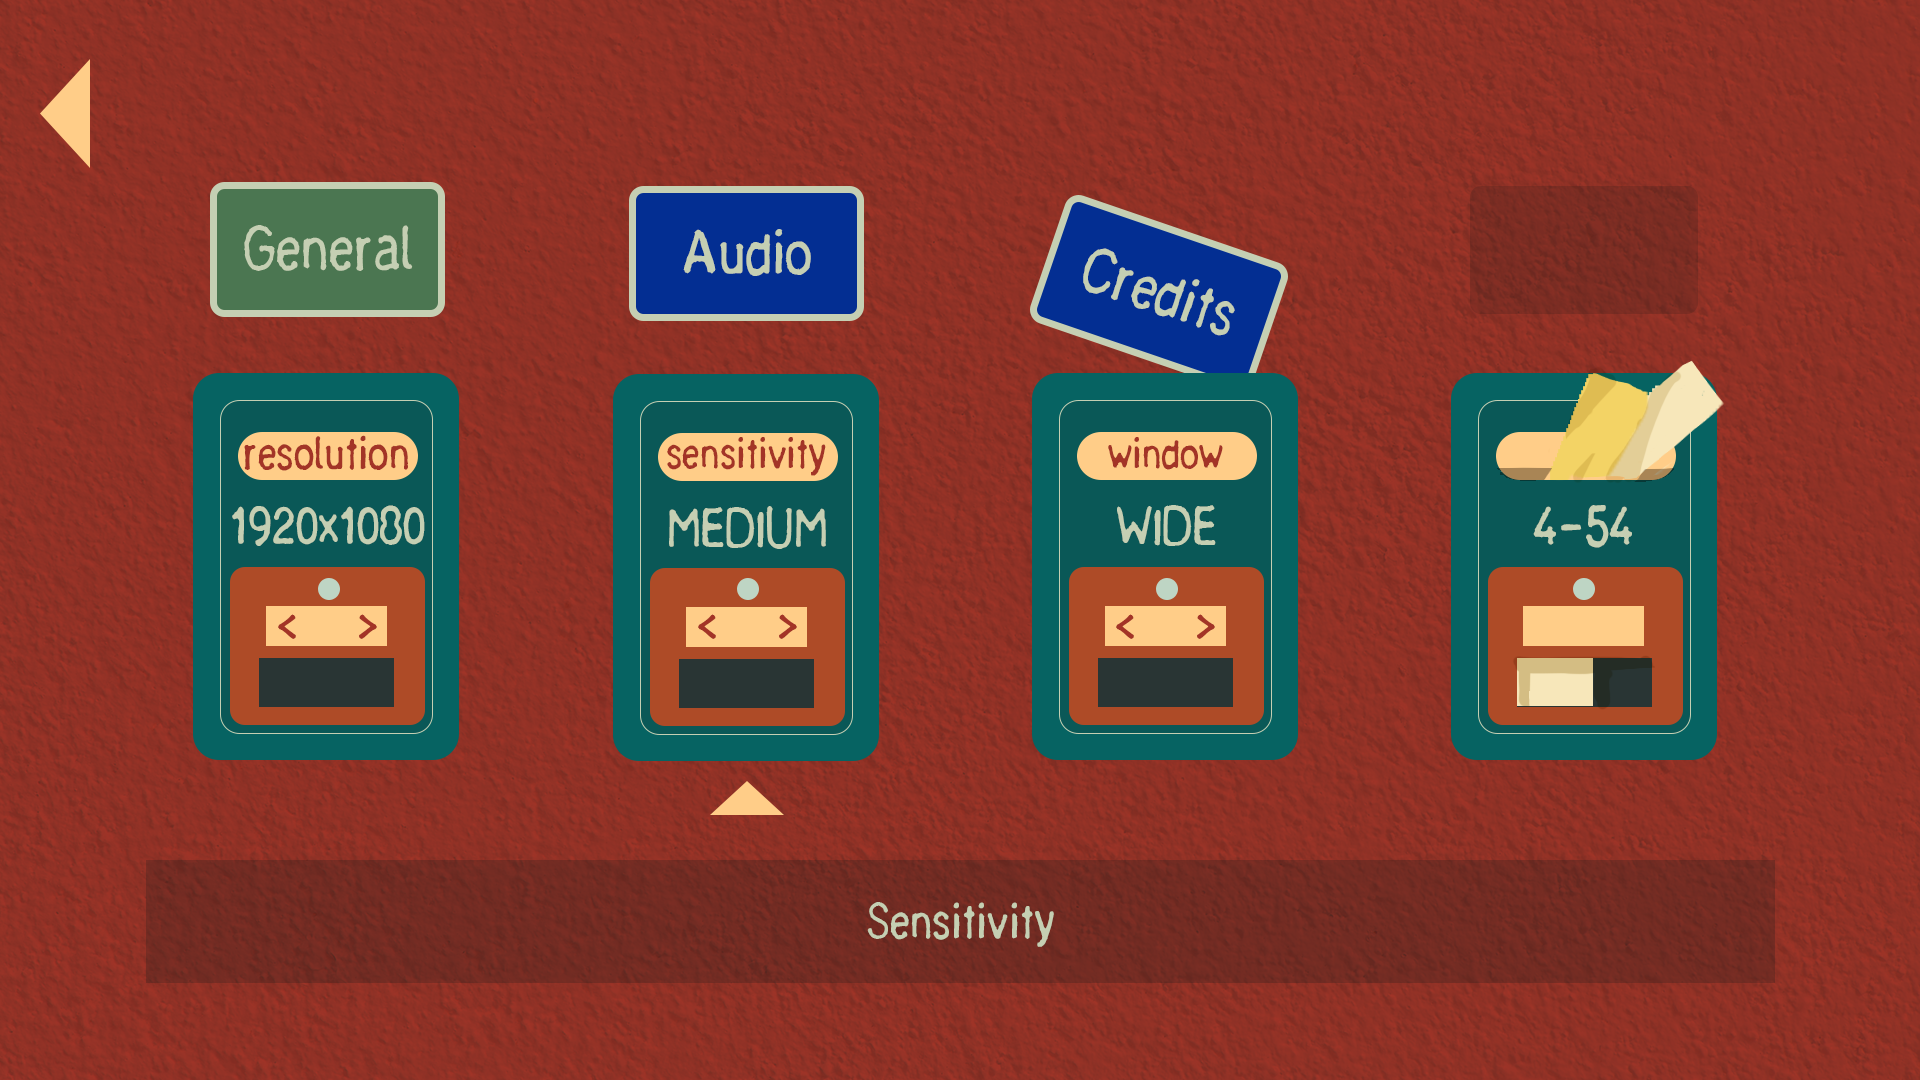 General
Audio
Credits
resolution
1920x1080
< >
sensitivity
MEDIUM
< >
window
WIDE
< >
4-54
Sensitivity